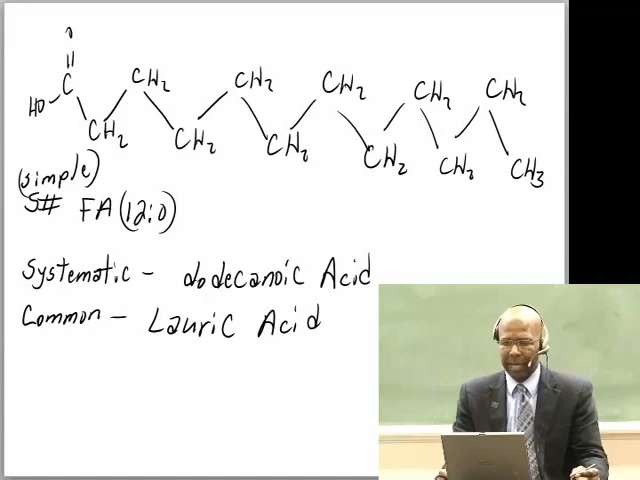 O
HO C CH2 CH2 CH2 CH2 CH2 CH2
CH2 CH2 CH2 CH2 CH3
(simple)
S# FA(12:0)
Systematic - dodecanoic Acid
Common - Lauric Acid